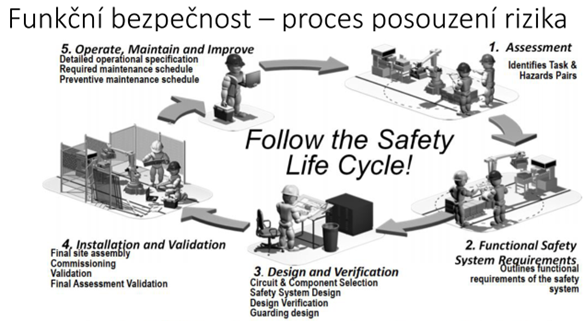 Funkční bezpečnost – proces posouzení rizika
1. Assessment
Identifies Task &
Hazards Pairs
2. Functional Safety
System Requirements
Outlines functional
requirements of the safety
system
3. Design and Verification
Circuit & Component Selection
Safety System Design
Design Verification
Guarding design
4. Installation and Validation
Final site assembly
Commissioning
Validation
Final Assessment Validation
5. Operate, Maintain and Improve
Detailed operational specification
Required maintenance schedule
Preventive maintenance schedule
Follow the Safety
Life Cycle!